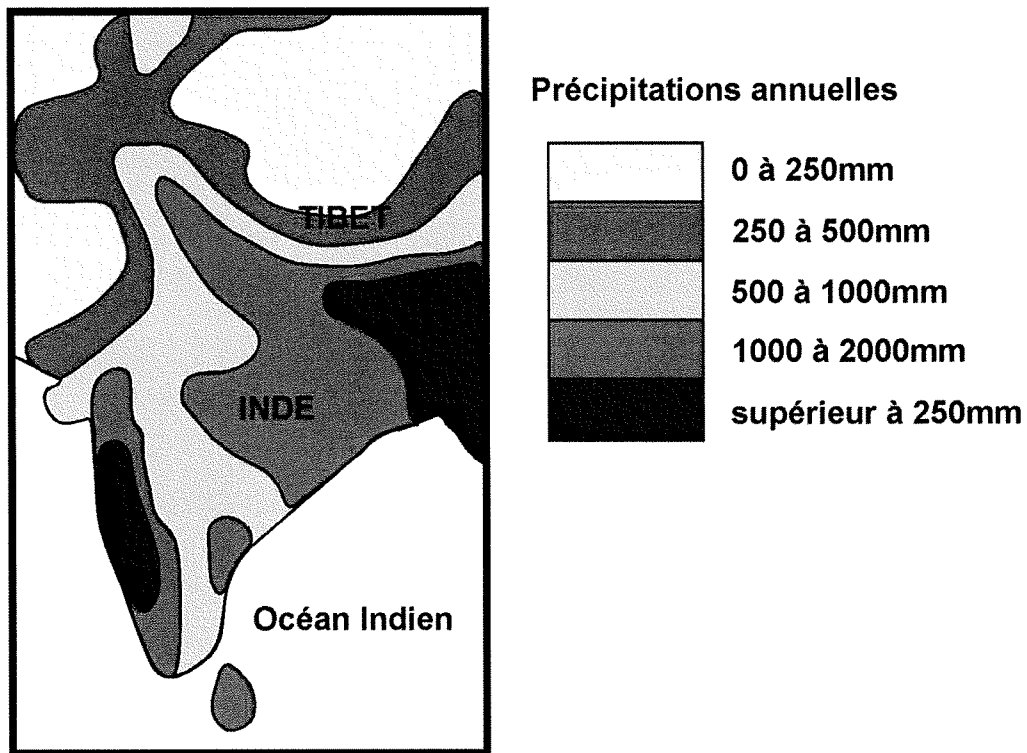 Précipitations annuelles
0 à 250mm
250 à 500mm
500 à 1000mm
1000 à 2000mm
supérieur à 250mm
TIBET
INDE
Océan Indien